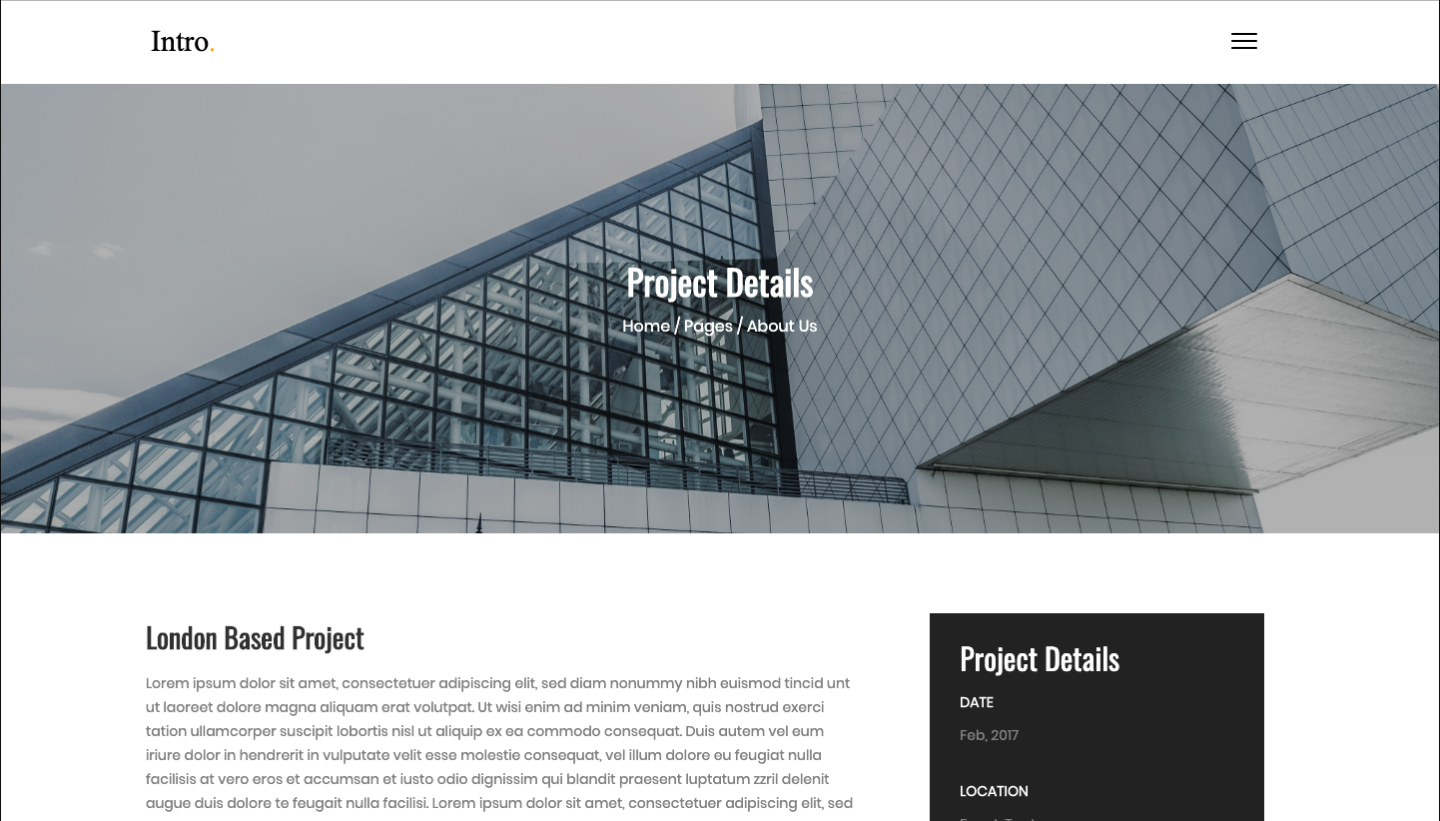 Intro.
Project Details
Home / Pages / About Us
London Based Project
Lorem ipsum dolor sit amet, consectetuer adipiscing elit, sed diam nonummy nibh euismod tincid unt
ut laoreet dolore magna aliquam erat volutpat. Ut wisi enim ad minim veniam, quis nostrud exerci
tation ullamcorper suscipit lobortis nisl ut aliquip ex ea commodo consequat. Duis autem vel eum
iriure dolor in hendrerit in vulputate velit esse molestie consequat, vel illum dolore eu feugiat nulla
facilisis at vero eros et accumsan et iusto odio dignissim qui blandit praesent luptatum zzril delenit
augue duis dolore te feugait nulla facilisi. Lorem ipsum dolor sit amet, consectetuer adipiscing elit, sed
Project Details
DATE
Feb, 2017
LOCATION